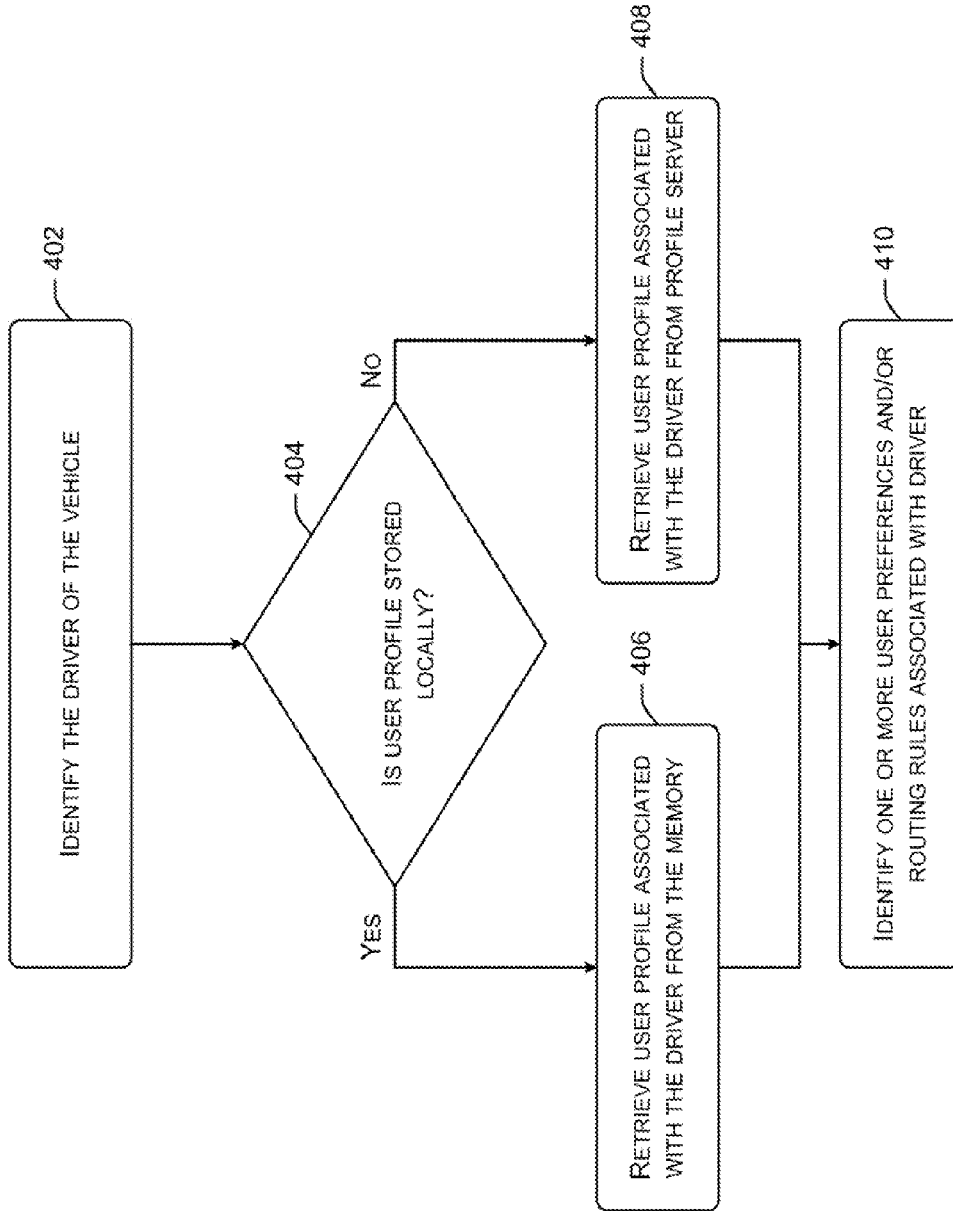 402
IDENTIFY THE DRIVER OF THE VEHICLE
404
IS USER PROFILE STORED
LOCALLY?
YES
NO
406
RETRIEVE USER PROFILE ASSOCIATED
WITH THE DRIVER FROM THE MEMORY
408
RETRIEVE USER PROFILE ASSOCIATED
WITH THE DRIVER FROM PROFILE SERVER
410
IDENTIFY ONE OR MORE USER PREFERENCES AND/OR
ROUTING RULES ASSOCIATED WITH DRIVER